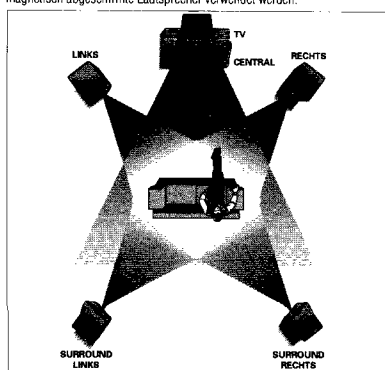 magnetisch abgeschirmte Lautsprecher verwendet werden.
TV
LINKS
CENTRAL
RECHTS
SURROUND
LINKS
SURROUND
RECHTS